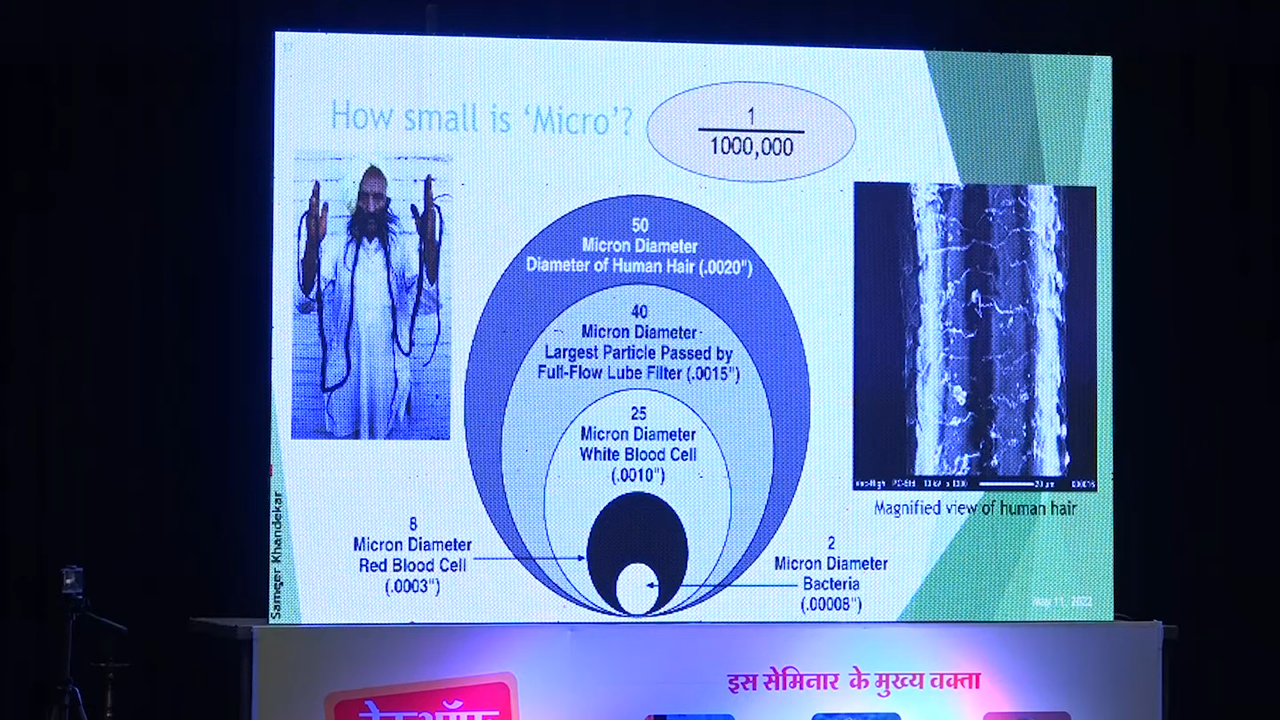 17
How small is ‘Micro’?
1
1000,000
50
Micron Diameter
Diameter of Human Hair (.0020")
40
Micron Diameter
Largest Particle Passed by
Full-Flow Lube Filter (.0015")
25
Micron Diameter
White Blood Cell
(.0010")
8
Micron Diameter
Red Blood Cell
(.0003")
2
Micron Diameter
Bacteria
(.00008")
Magnified view of human hair
Sameer Khandekar
May 11, 2022
इस सेमिनार के मुख्य वक्ता